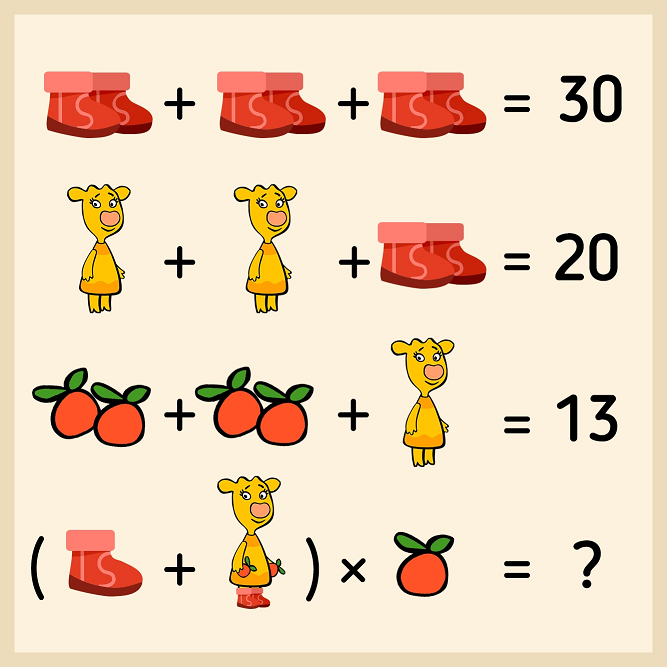 + + = 30
+ + = 20
+ + = 13
( + ) × = ?